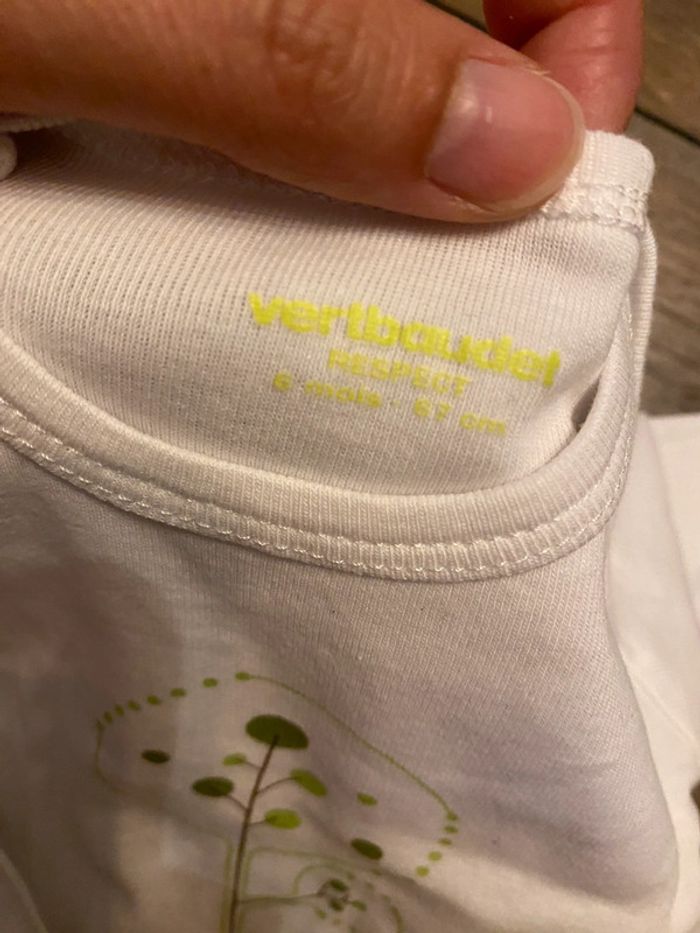 vertbaudet
RESPECT
6 mois - 67 cm